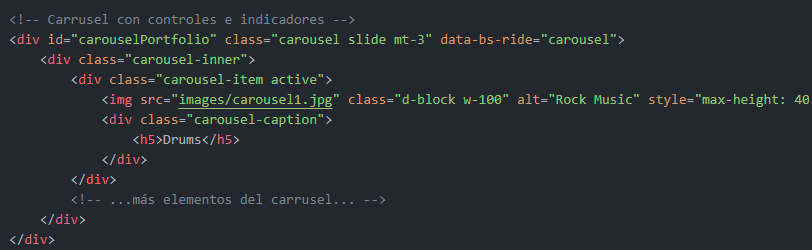 <!-- Carrusel con controles e indicadores -->
<div id="carouselPortfolio" class="carousel slide mt-3" data-bs-ride="carousel">
<div class="carousel-inner">
<div class="carousel-item active">
<img src="images/carousel1.jpg" class="d-block w-100" alt="Rock Music" style="max-height: 40
<div class="carousel-caption">
<h5>Drums</h5>
</div>
</div>
<!-- ...más elementos del carrusel... -->
</div>
</div>